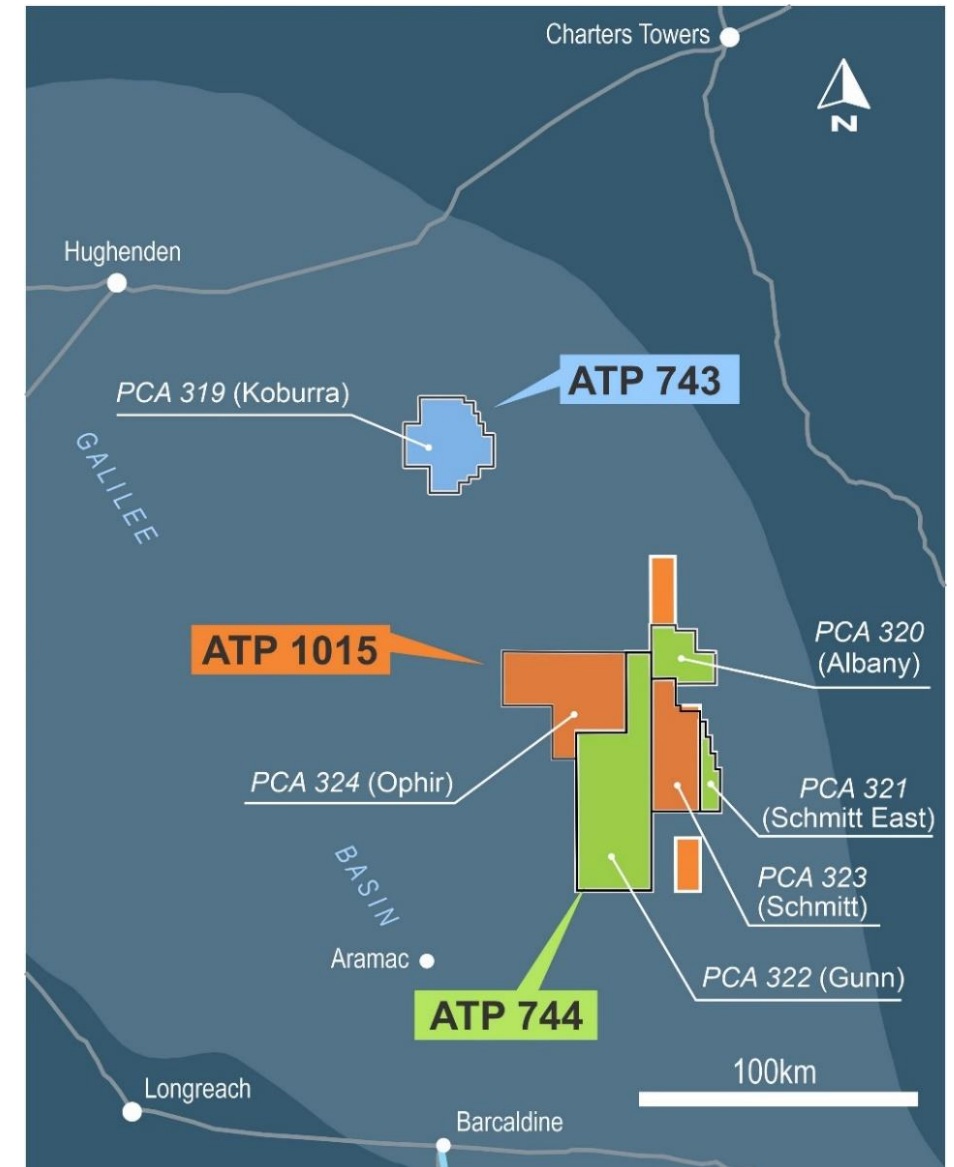 Charters Towers
N
Hughenden
ATP 743
PCA 319 (Koburra)
GALILEE
ATP 1015
PCA 320
(Albany)
PCA 324 (Ophir)
PCA 321
(Schmitt East)
BASIN
PCA 323
(Schmitt)
Aramac
PCA 322 (Gunn)
ATP 744
100km
Longreach
Barcaldine